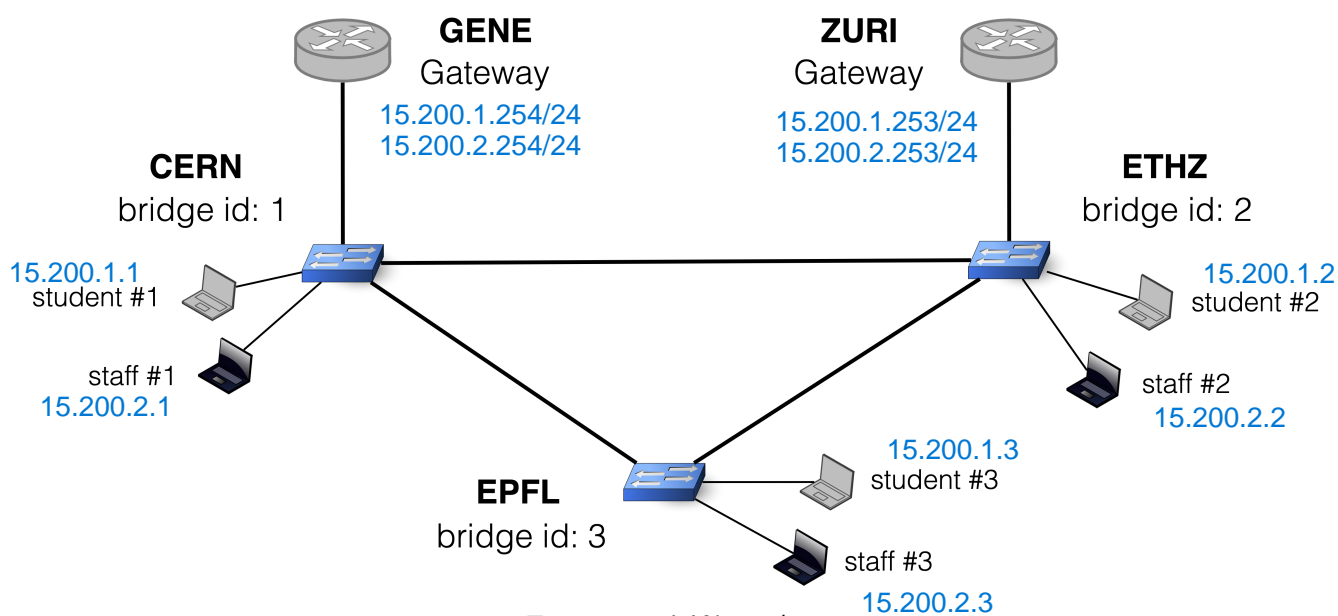 GENE
Gateway
15.200.1.254/24
15.200.2.254/24
ZURI
Gateway
15.200.1.253/24
15.200.2.253/24
CERN
bridge id: 1
ETHZ
bridge id: 2
15.200.1.1
student #1
staff #1
15.200.2.1
15.200.1.2
student #2
staff #2
15.200.2.2
EPFL
bridge id: 3
15.200.1.3
student #3
staff #3
15.200.2.3